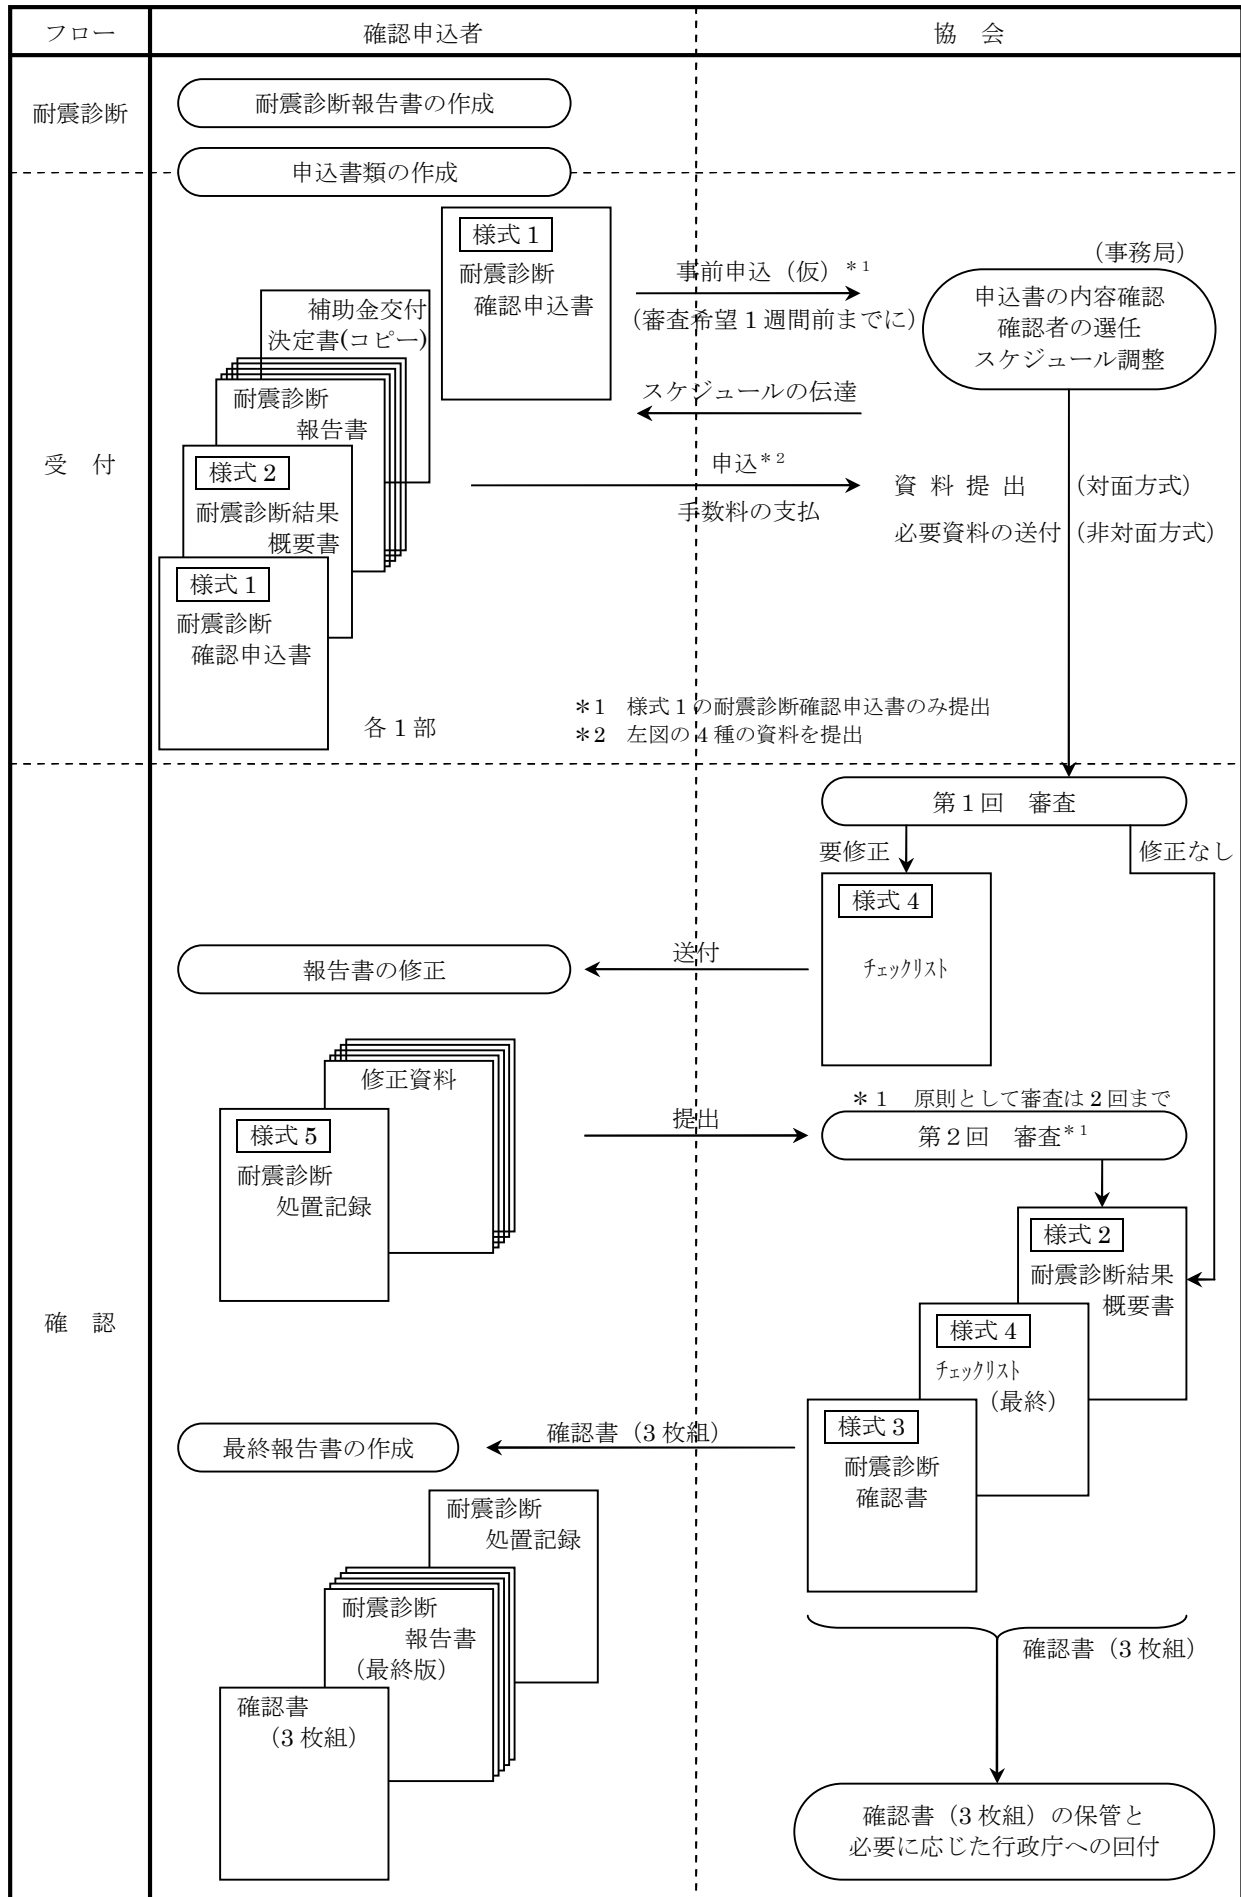 フロー
確認申込者
協　会
耐震診断
耐震診断報告書の作成
申込書類の作成
受　付
様式１
耐震診断
確認申込書
補助金交付
決定書(コピー)
耐震診断
報告書
様式２
耐震診断結果
概要書
様式１
耐震診断
確認申込書
各１部
事前申込（仮）＊１
（審査希望１週間前までに）
スケジュールの伝達
申込＊２
手数料の支払
（事務局）
申込書の内容確認
確認者の選任
スケジュール調整
資 料 提 出　（対面方式）
必要資料の送付（非対面方式）
＊１　様式１の耐震診断確認申込書のみ提出
＊２　左図の４種の資料を提出
確　認
第１回　審査
要修正
修正なし
様式４
チェックリスト
送付
報告書の修正
修正資料
様式５
耐震診断
処置記録
提出
＊１　原則として審査は２回まで
第２回　審査＊１
様式２
耐震診断結果
概要書
様式４
チェックリスト
（最終）
様式３
耐震診断
確認書
確認書（３枚組）
最終報告書の作成
耐震診断
処置記録
耐震診断
報告書
（最終版）
確認書
（３枚組）
確認書（３枚組）
確認書（３枚組）の保管と
必要に応じた行政庁への回付